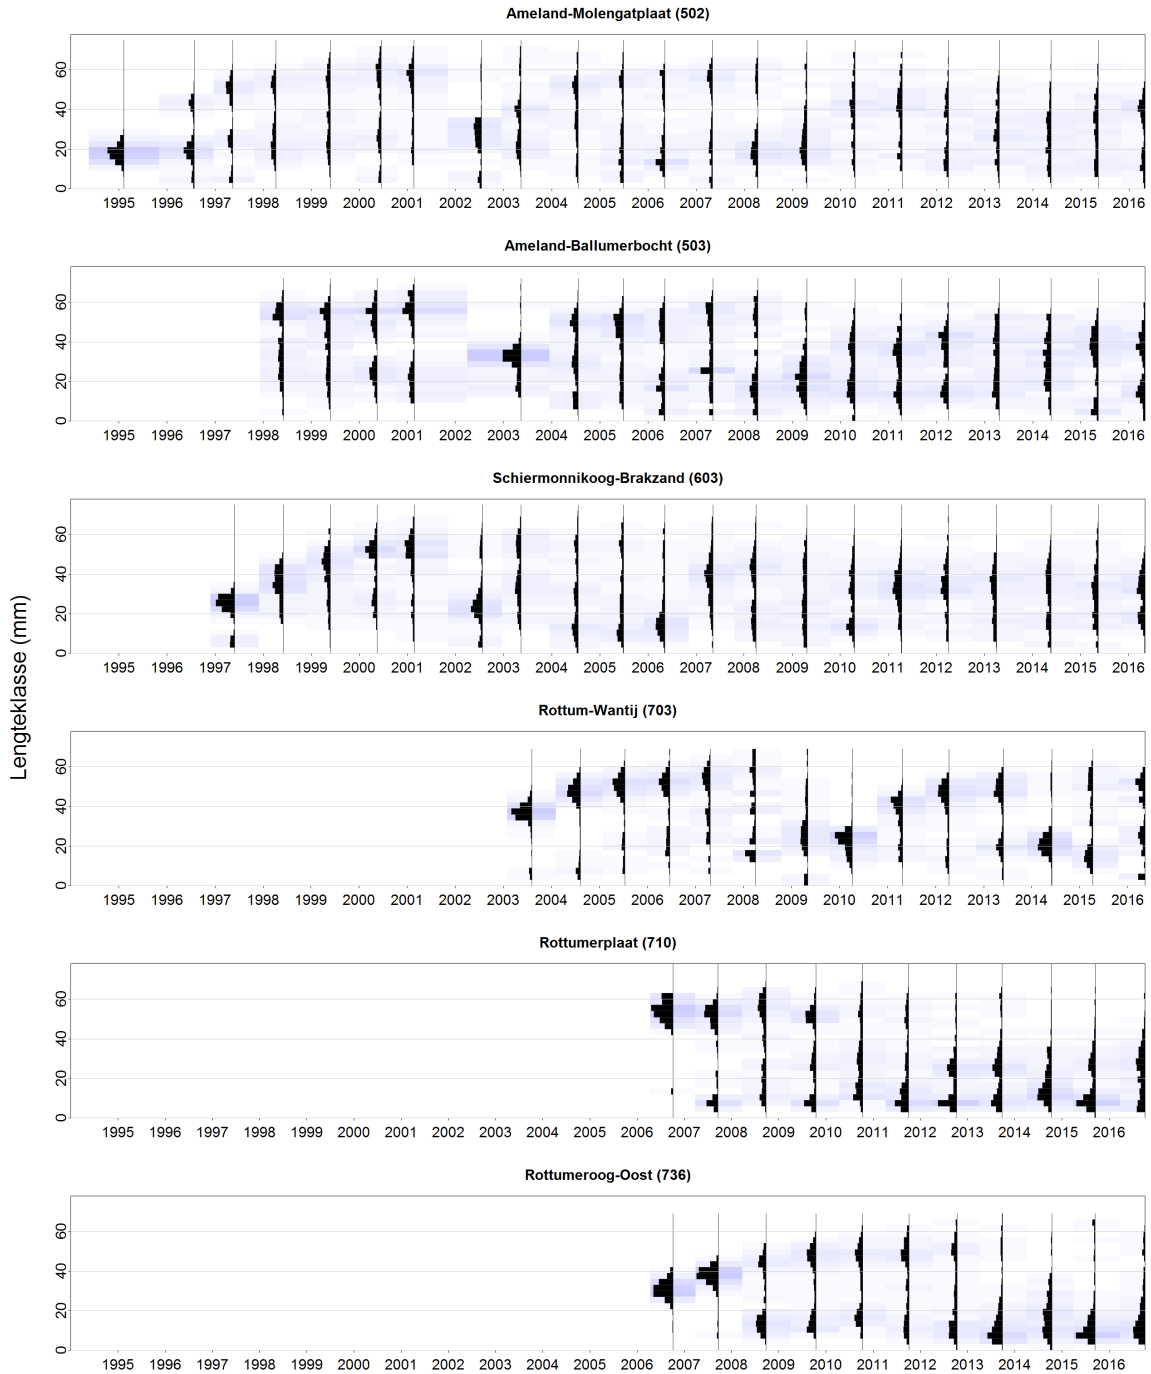 Ameland-Molengatplaat (502)
0 20 40 60
1995 1996 1997 1998 1999 2000 2001 2002 2003 2004 2005 2006 2007 2008 2009 2010 2011 2012 2013 2014 2015 2016
Ameland-Ballumerbocht (503)
0 20 40 60
1995 1996 1997 1998 1999 2000 2001 2002 2003 2004 2005 2006 2007 2008 2009 2010 2011 2012 2013 2014 2015 2016
Schiermonnikoog-Brakzand (603)
0 20 40 60
1995 1996 1997 1998 1999 2000 2001 2002 2003 2004 2005 2006 2007 2008 2009 2010 2011 2012 2013 2014 2015 2016
Lengteklasse (mm)
Rottum-Wantij (703)
0 20 40 60
1995 1996 1997 1998 1999 2000 2001 2002 2003 2004 2005 2006 2007 2008 2009 2010 2011 2012 2013 2014 2015 2016
Rottumerplaat (710)
0 20 40 60
1995 1996 1997 1998 1999 2000 2001 2002 2003 2004 2005 2006 2007 2008 2009 2010 2011 2012 2013 2014 2015 2016
Rottumeroog-Oost (736)
0 20 40 60
1995 1996 1997 1998 1999 2000 2001 2002 2003 2004 2005 2006 2007 2008 2009 2010 2011 2012 2013 2014 2015 2016